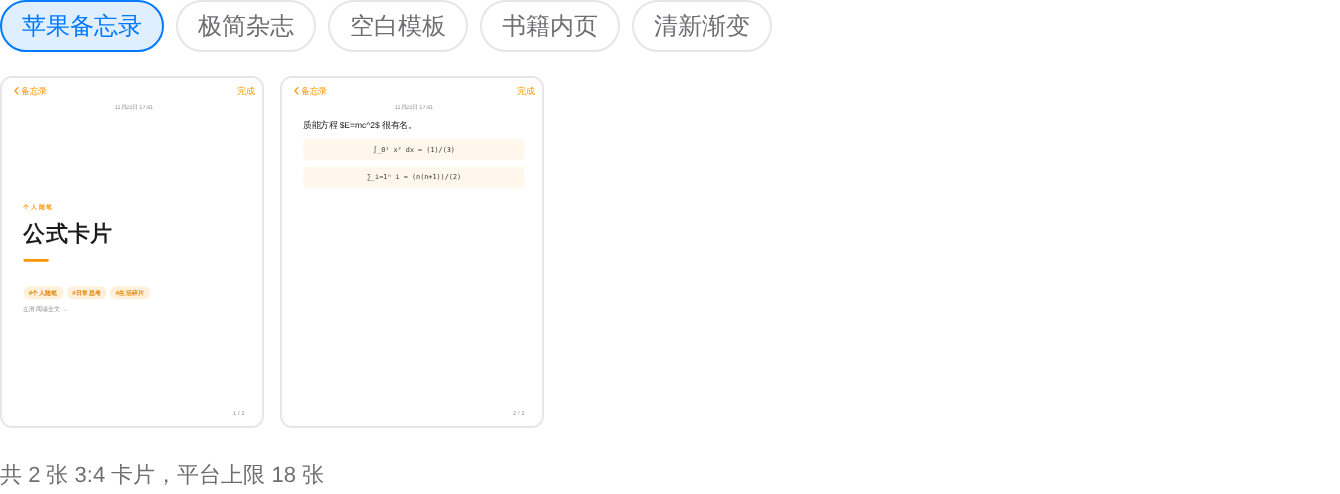 苹果备忘录 极简杂志 空白模板 书籍内页 清新渐变
备忘录 完成
11月22日 17:41
个人随笔
公式卡片
#个人随笔 #日常思考 #生活碎片
左滑阅读全文 →
1 / 2
备忘录 完成
11月22日 17:41
质能方程 $E=mc^2$ 很有名。
∫_0¹ x² dx = (1)/(3)
∑_i=1ⁿ i = (n(n+1))/(2)
2 / 2
共 2 张 3:4 卡片，平台上限 18 张